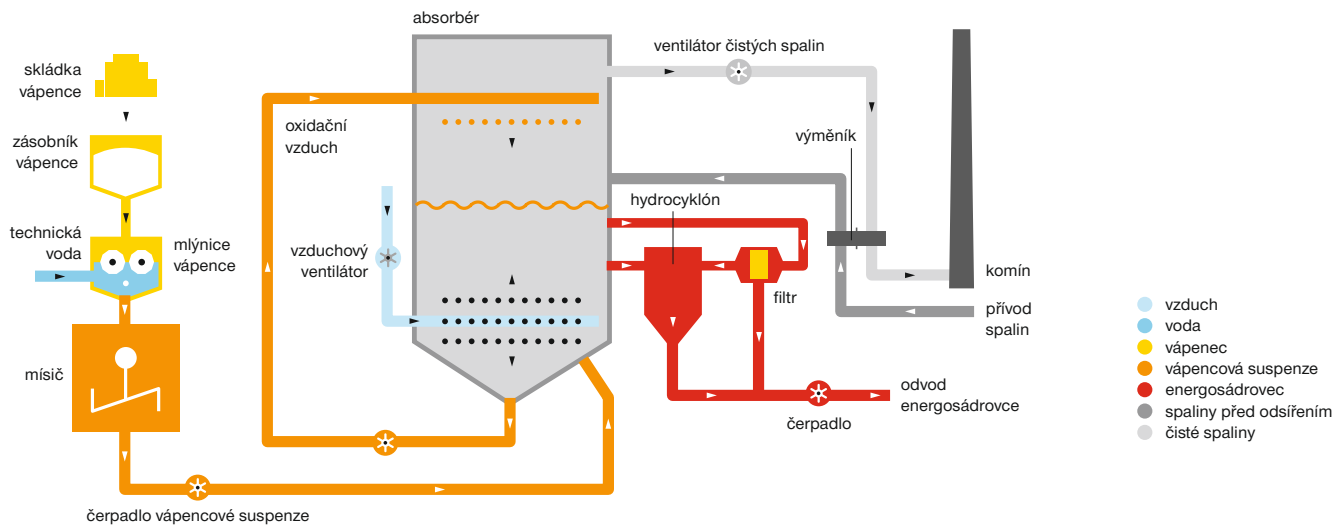 absorbér
ventilátor čistých spalin
skládka
vápence
oxidační
vzduch
zásobník
vápence
výměník
hydrocyklón
technická
voda
mlýnice
vápence
vzduchový
ventilátor
filtr
komín
přívod
spalin
mísič
odvod
energosádrovce
čerpadlo
čerpadlo vápencové suspenze
vzduch
voda
vápenec
vápencová suspenze
energosádrovec
spaliny před odsířením
čisté spaliny